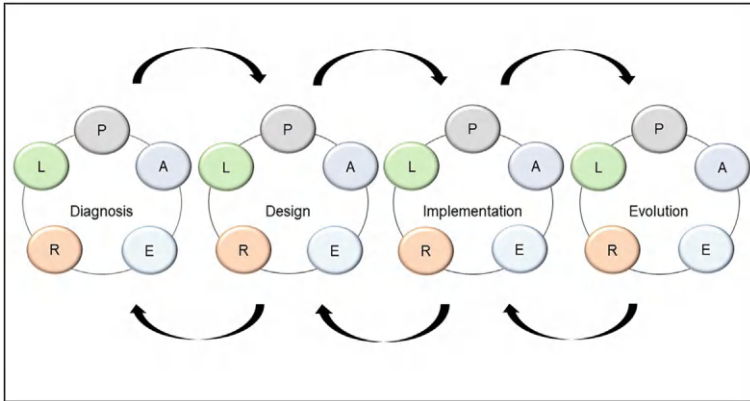 P P P P
L A L A L A L A
Diagnosis Design Implementation Evolution
R E R E R E R E